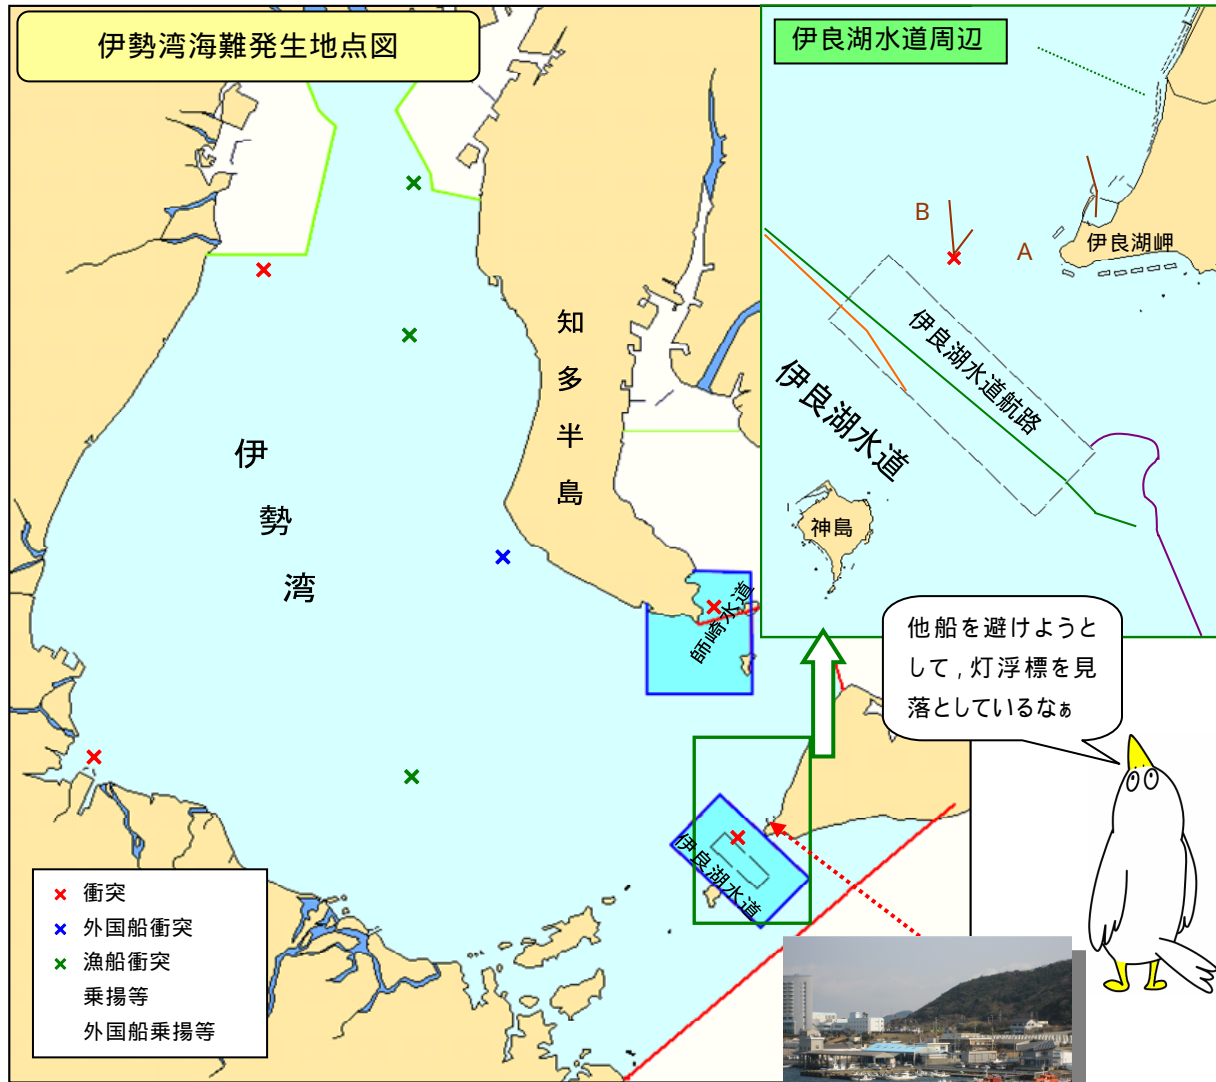 伊勢湾海難発生地点図
伊良湖水道周辺
B
A
伊良湖岬
伊良湖水道航路
伊良湖水道
神島
知多半島
伊勢湾
師崎水道
伊良湖水道
他船を避けようと
して,灯浮標を見
落としているなぁ
衝突
外国船衝突
漁船衝突
乗揚等
外国船乗揚等